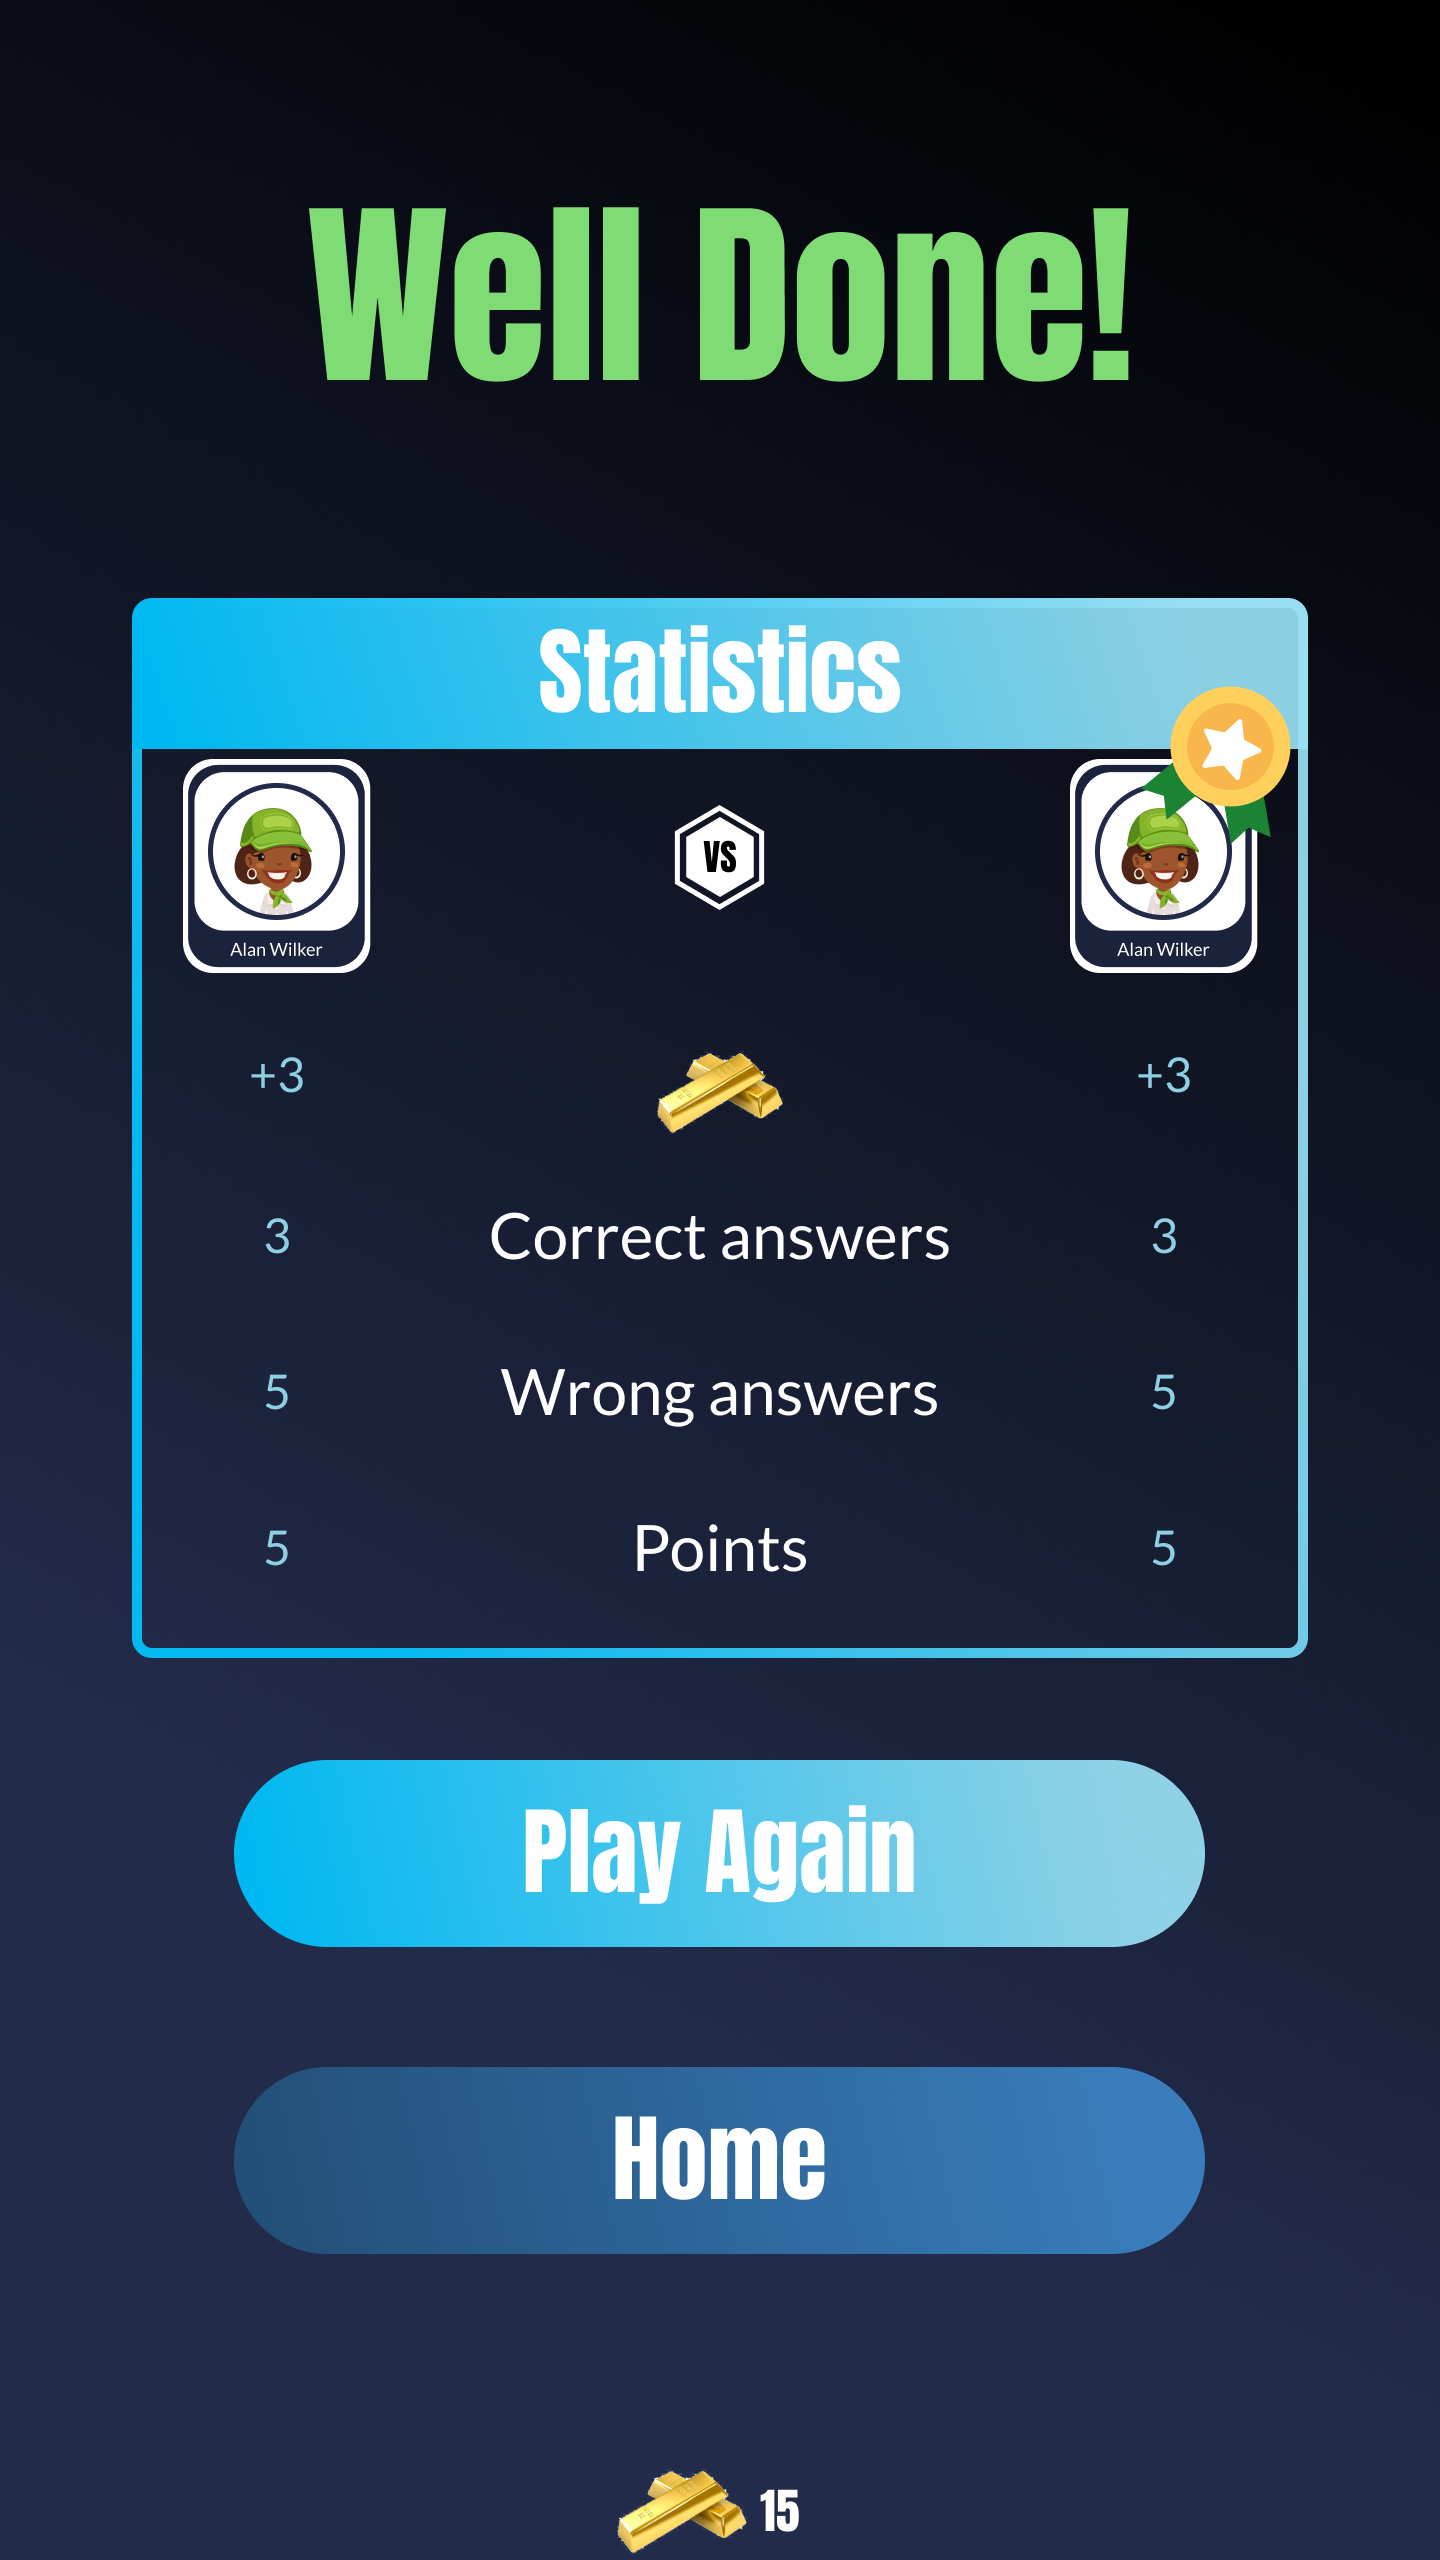 Well Done!
Statistics
VS
Alan Wilker
Alan Wilker
+3
+3
3 Correct answers 3
5 Wrong answers 5
5 Points 5
Play Again
Home
15